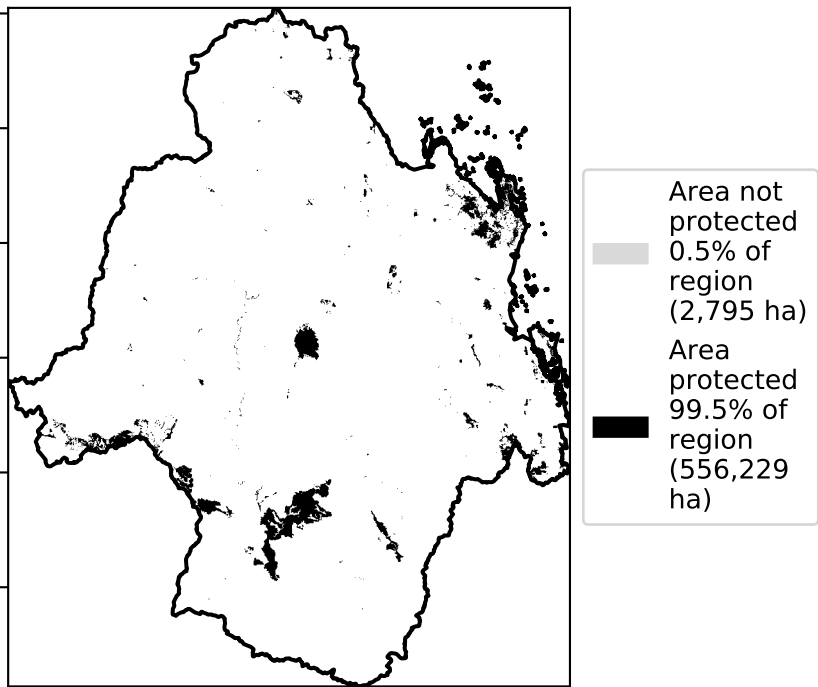 Area not
protected
0.5% of
region
(2,795 ha)
Area
protected
99.5% of
region
(556,229
ha)